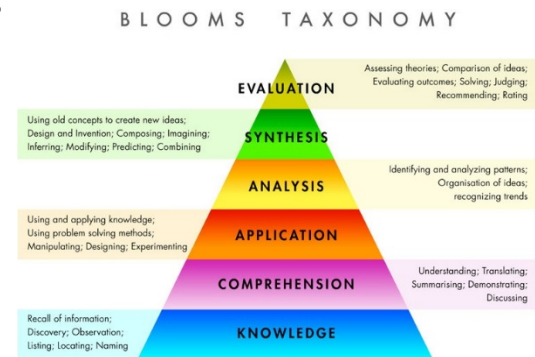 BLOOMS TAXONOMY
EVALUATION
Assessing theories; Comparison of ideas;
Evaluating outcomes; Solving; Judging;
Recommending; Rating
Using old concepts to create new ideas;
Design and Invention; Composing; Imagining;
Inferring; Modifying; Predicting; Combining
SYNTHESIS
ANALYSIS
Identifying and analyzing patterns;
Organisation of ideas;
recognizing trends
Using and applying knowledge;
Using problem solving methods;
Manipulating; Designing; Experimenting
APPLICATION
COMPREHENSION
Understanding; Translating;
Summarising; Demonstrating;
Discussing
Recall of information;
Discovery; Observation;
Listing; Locating; Naming
KNOWLEDGE